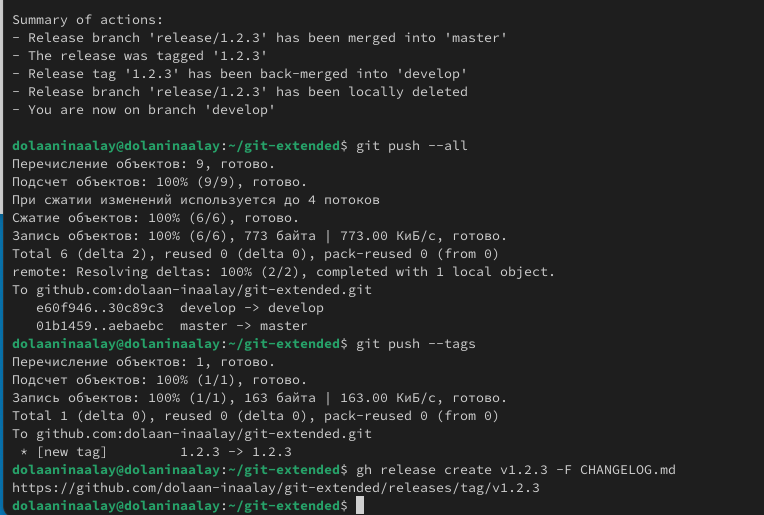 Summary of actions:
- Release branch 'release/1.2.3' has been merged into 'master'
- The release was tagged '1.2.3'
- Release tag '1.2.3' has been back-merged into 'develop'
- Release branch 'release/1.2.3' has been locally deleted
- You are now on branch 'develop'
dolaaninaalay@dolaninaalay:~/git-extended$ git push --all
Перечисление объектов: 9, готово.
Подсчет объектов: 100% (9/9), готово.
При сжатии изменений используется до 4 потоков
Сжатие объектов: 100% (6/6), готово.
Запись объектов: 100% (6/6), 773 байта | 773.00 КиБ/с, готово.
Total 6 (delta 2), reused 0 (delta 0), pack-reused 0 (from 0)
remote: Resolving deltas: 100% (2/2), completed with 1 local object.
To github.com:dolaan-inaalay/git-extended.git
   e60f946..30c89c3  develop -> develop
   01b1459..aebaebc  master -> master
dolaaninaalay@dolaninaalay:~/git-extended$ git push --tags
Перечисление объектов: 1, готово.
Подсчет объектов: 100% (1/1), готово.
Запись объектов: 100% (1/1), 163 байта | 163.00 КиБ/с, готово.
Total 1 (delta 0), reused 0 (delta 0), pack-reused 0 (from 0)
To github.com:dolaan-inaalay/git-extended.git
 * [new tag]         1.2.3 -> 1.2.3
dolaaninaalay@dolaninaalay:~/git-extended$ gh release create v1.2.3 -F CHANGELOG.md
https://github.com/dolaan-inaalay/git-extended/releases/tag/v1.2.3
dolaaninaalay@dolaninaalay:~/git-extended$